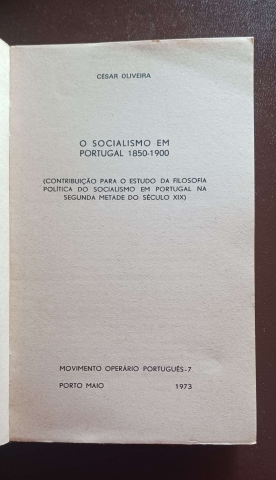 CÉSAR OLIVEIRA
O SOCIALISMO EM
PORTUGAL 1850-1900
(CONTRIBUIÇÃO PARA O ESTUDO DA FILOSOFIA
POLÍTICA DO SOCIALISMO EM PORTUGAL NA
SEGUNDA METADE DO SÉCULO XIX)
MOVIMENTO OPERÁRIO PORTUGUÊS-7
PORTO MAIO 1973